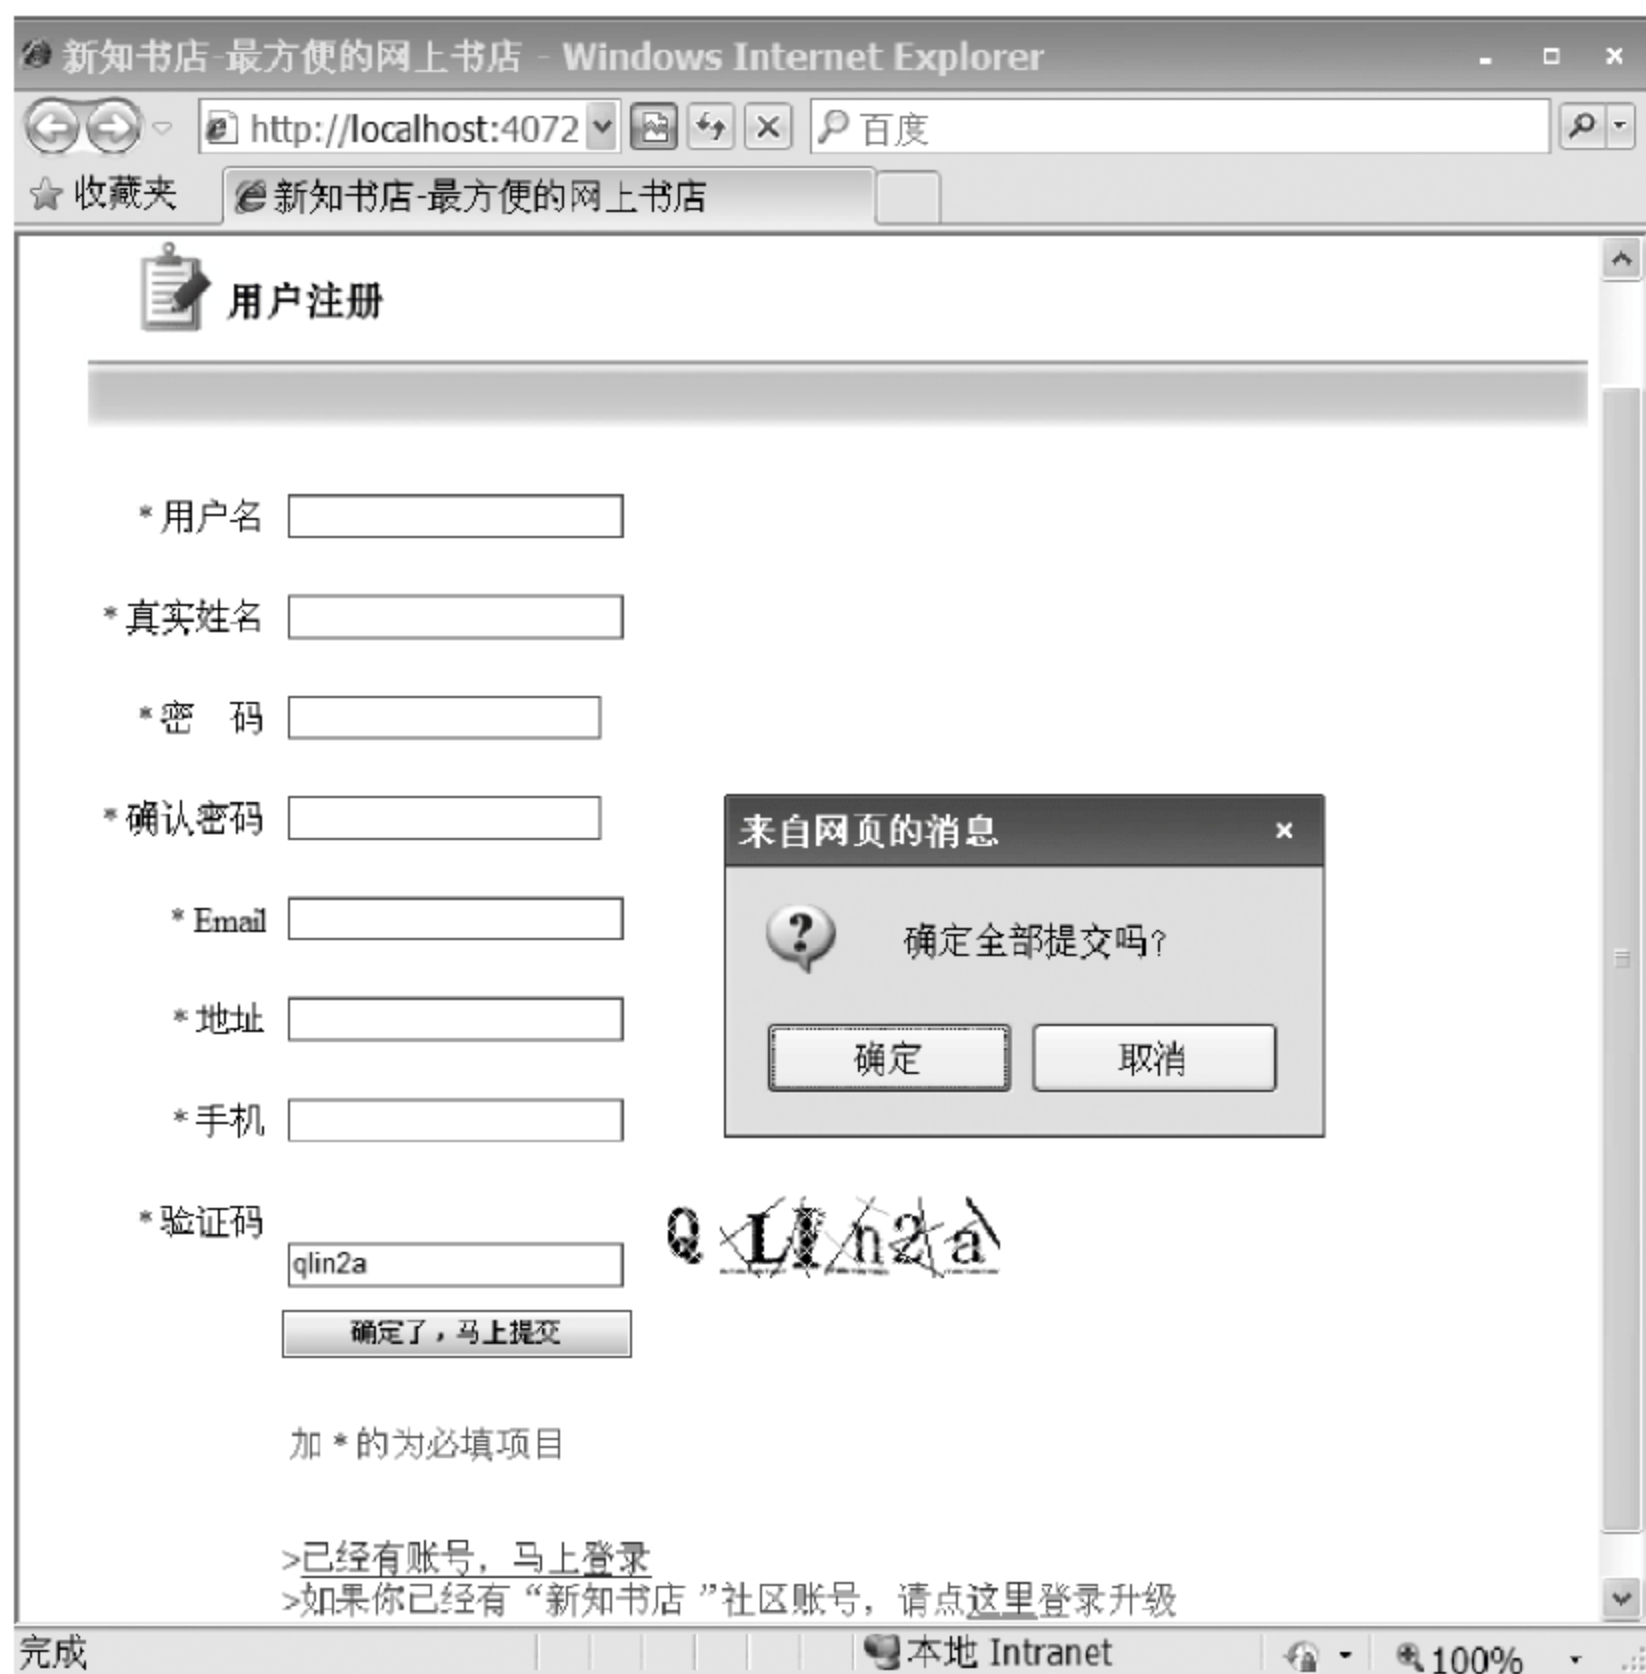 新知书店-最方便的网上书店 - Windows Internet Explorer
http://localhost:4072
百度
收藏夹
新知书店-最方便的网上书店
用户注册
*用户名
*真实姓名
*密 码
*确认密码
来自网页的消息
* Email
确定全部提交吗?
*地址
确定 取消
*手机
*验证码
Q L I n 2 a
qlin2a
确定了，马上提交
加*的为必填项目
>已经有账号，马上登录
>如果你已经有“新知书店”社区账号，请点这里登录升级
完成
本地 Intranet
100%